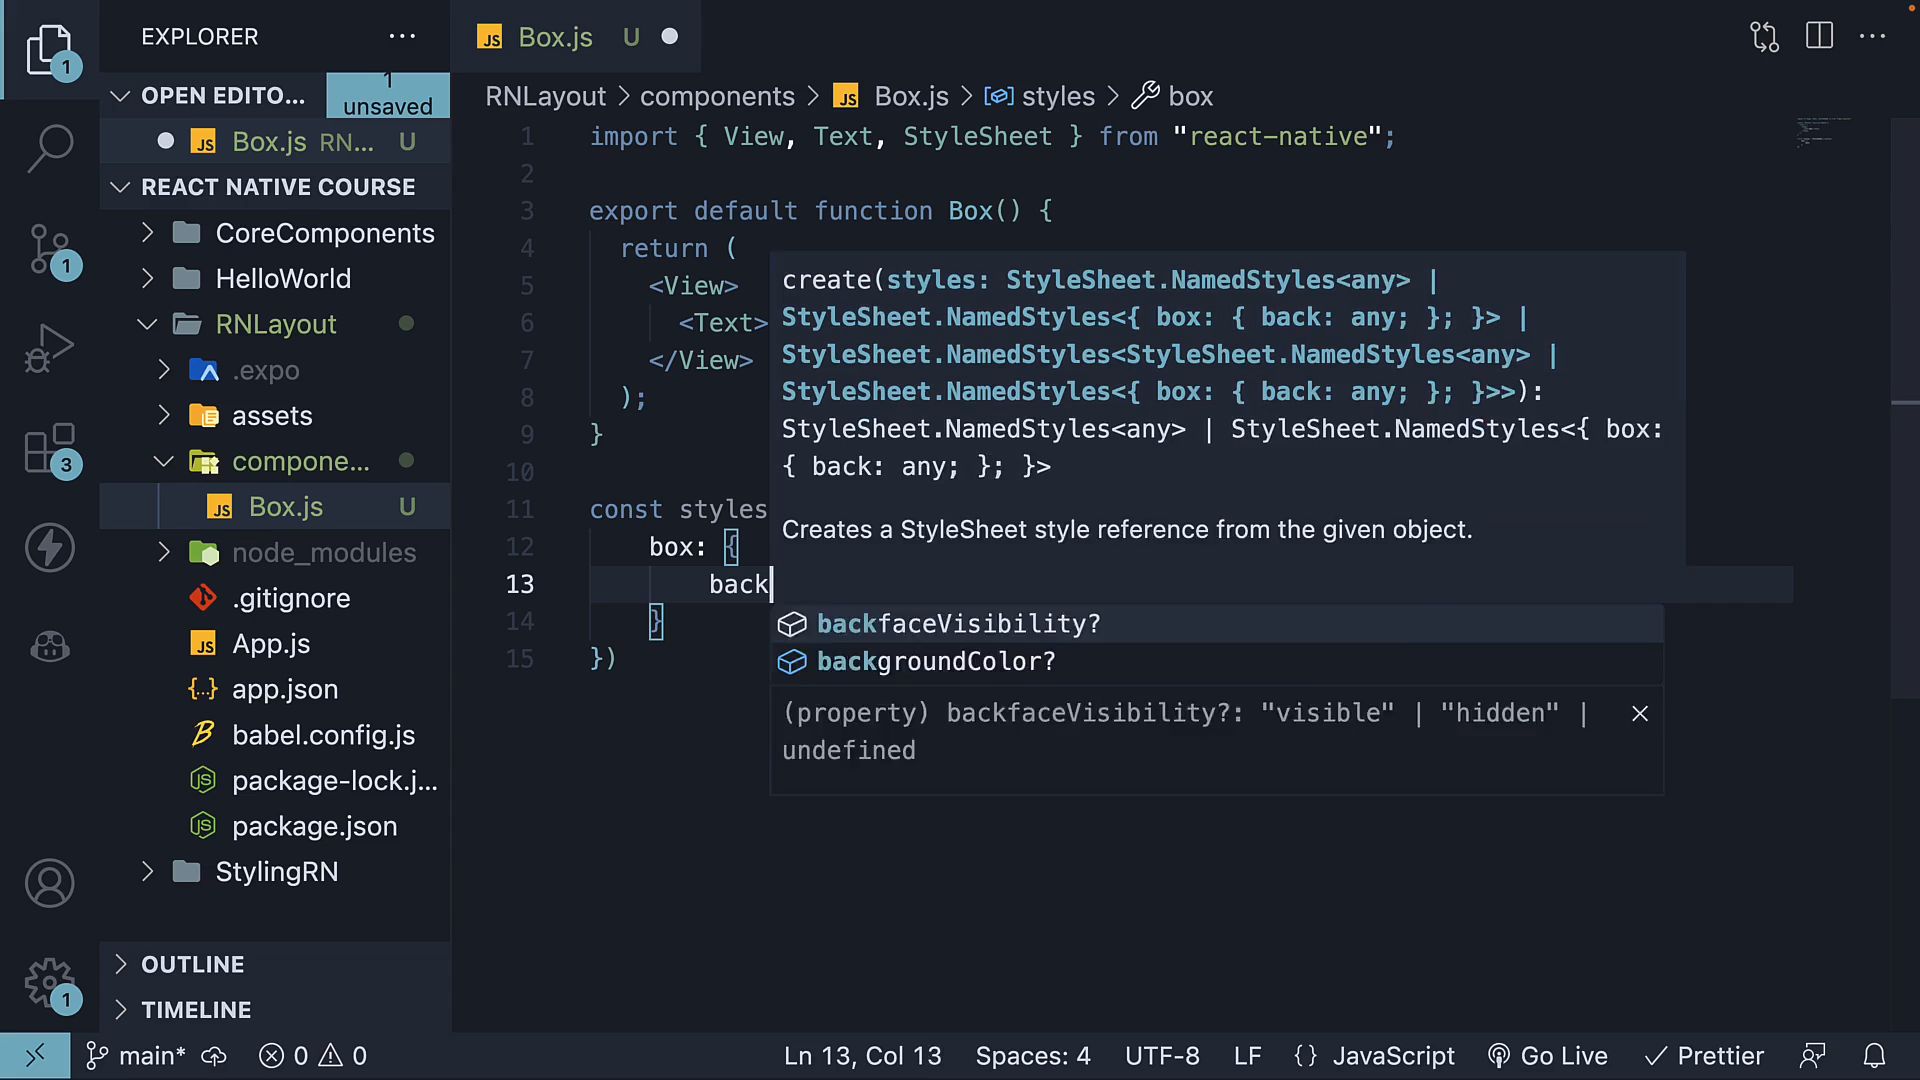 EXPLORER
1
OPEN EDITO...
1
unsaved
Box.js RN... U
REACT NATIVE COURSE
CoreComponents
1
HelloWorld
RNLayout
.expo
assets
compone...
3
Box.js U
node_modules
.gitignore
App.js
app.json
babel.config.js
package-lock.j...
package.json
StylingRN
OUTLINE
1
TIMELINE
JS Box.js U
RNLayout > components > JS Box.js > styles > box
1 import { View, Text, StyleSheet } from "react-native";
2
3 export default function Box() {
4 return (
5 <View>
6 <Text>
7 </View>
8 );
9 }
10
11 const styles
12 box: {
13 back
14 }
15 })
create(styles: StyleSheet.NamedStyles<any> |
StyleSheet.NamedStyles<{ box: { back: any; }; }> |
StyleSheet.NamedStyles<StyleSheet.NamedStyles<any> |
StyleSheet.NamedStyles<{ box: { back: any; }; }>>):
StyleSheet.NamedStyles<any> | StyleSheet.NamedStyles<{ box:
{ back: any; }; }>
Creates a StyleSheet style reference from the given object.
backfaceVisibility?
backgroundColor?
(property) backfaceVisibility?: "visible" | "hidden" |
undefined
main* 0 0 Ln 13, Col 13 Spaces: 4 UTF-8 LF {} JavaScript Go Live Prettier